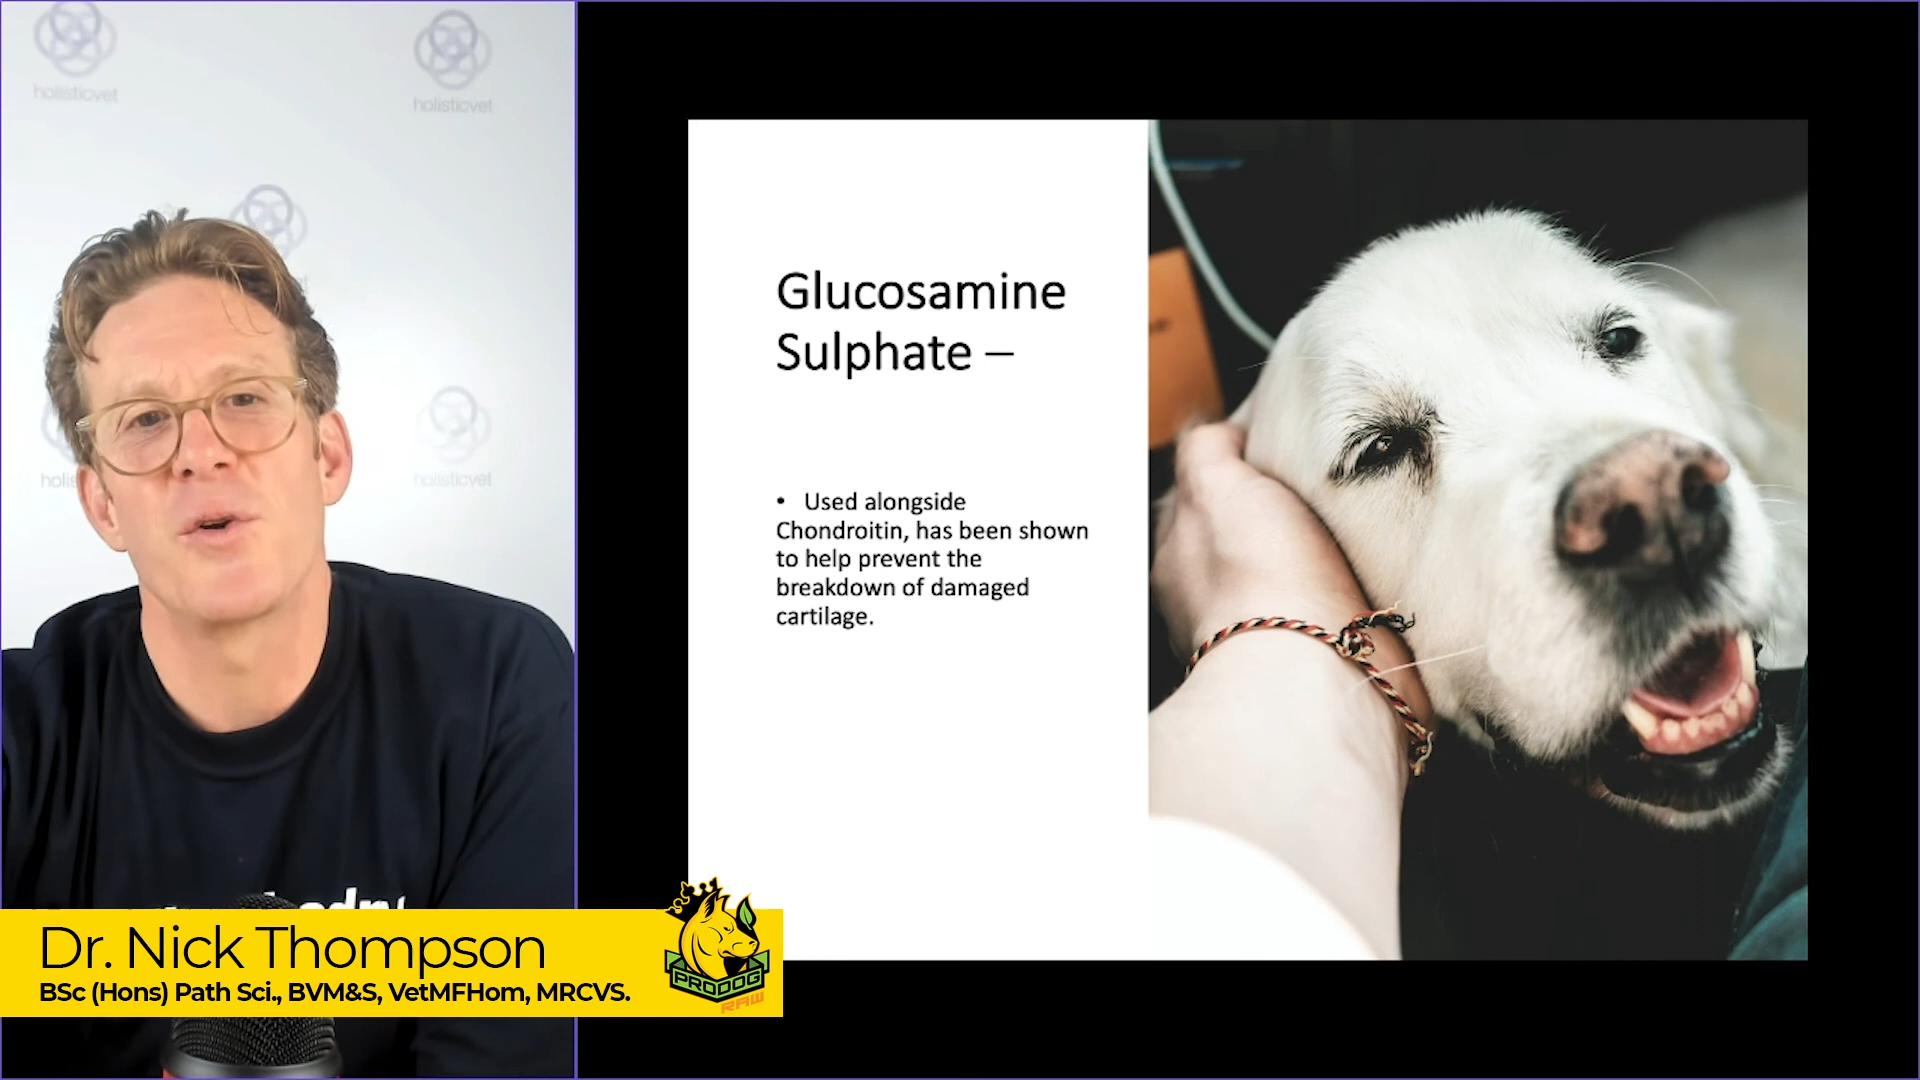 holisticvet
holisticvet
holisticvet
Glucosamine
Sulphate –
• Used alongside
Chondroitin, has been shown
to help prevent the
breakdown of damaged
cartilage.
Dr. Nick Thompson
BSc (Hons) Path Sci., BVM&S, VetMFHom, MRCVS.
PRODOG
RAW